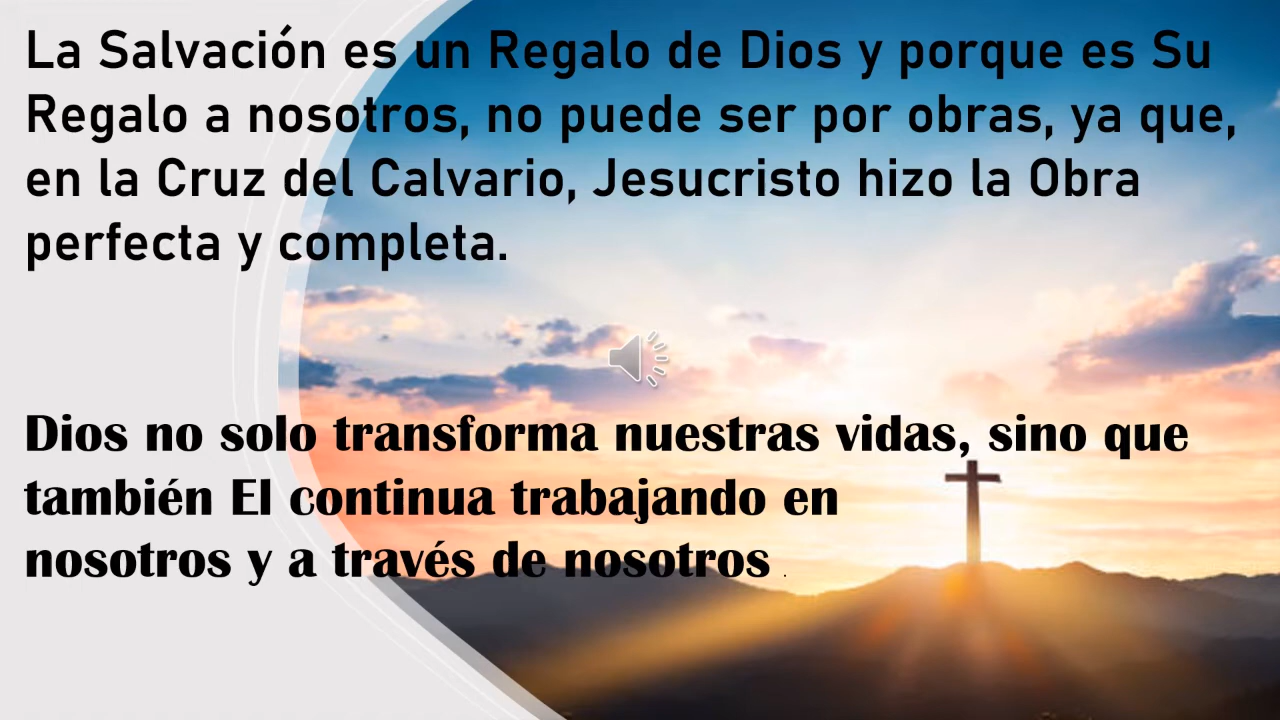 La Salvación es un Regalo de Dios y porque es Su
Regalo a nosotros, no puede ser por obras, ya que,
en la Cruz del Calvario, Jesucristo hizo la Obra
perfecta y completa.
Dios no solo transforma nuestras vidas, sino que
también El continua trabajando en
nosotros y a través de nosotros .